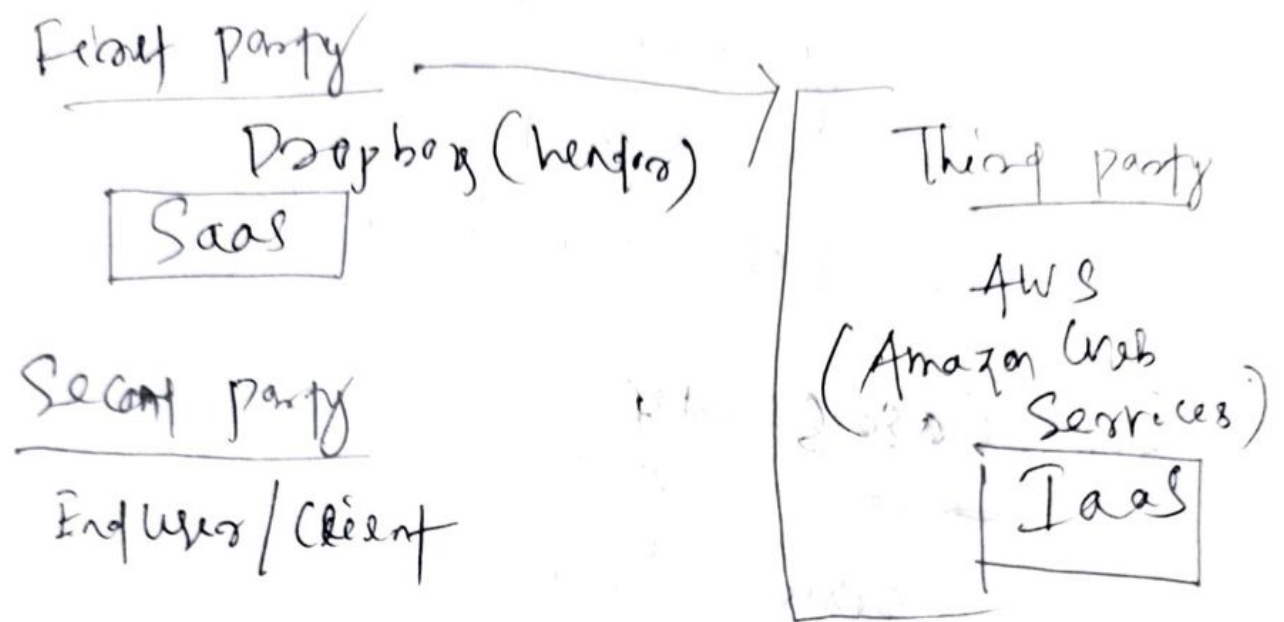 First party
Dropbox (Vendor)
SaaS
Second party
End user / Client
Third party
AWS
(Amazon Web
Services)
IaaS